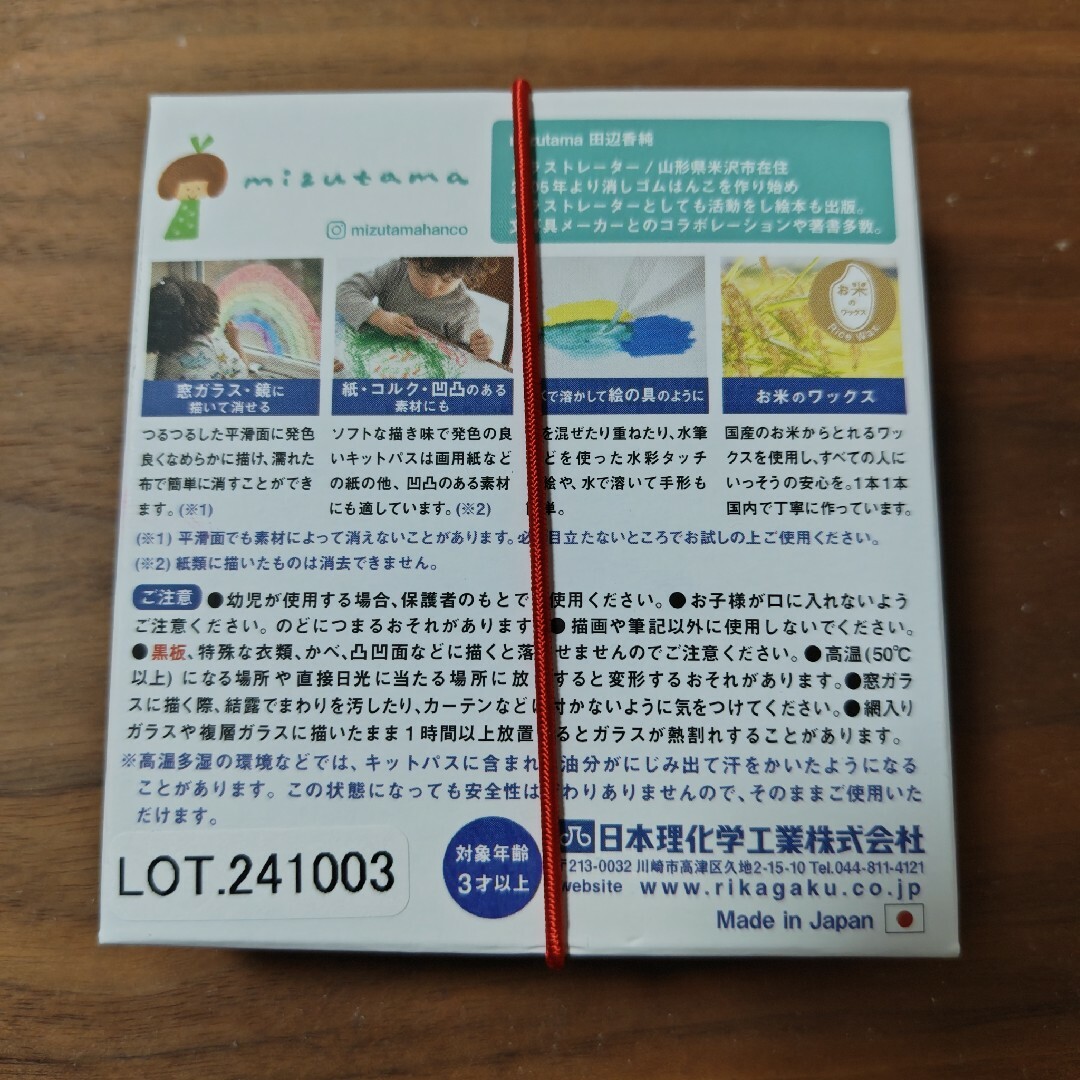 mizutama
mizutamahanco
utama 田辺香純
ストレーター / 山形県米沢市在住
5年より消しゴムはんこを作り始め
ストレーターとしても活動をし絵本も出版。
具メーカーとのコラボレーションや著書多数。
お米のワックス
Rice Wax
窓ガラス・鏡に
描いて消せる
紙・コルク・凹凸のある
素材にも
で溶かして絵の具のように
お米のワックス
つるつるした平滑面に発色
良くなめらかに描け、濡れた
布で簡単に消すことができ
ます。(※1)
ソフトな描き味で発色の良
いキットパスは画用紙など
の紙の他、凹凸のある素材
にも適しています。(※2)
を混ぜたり重ねたり、水筆
どを使った水彩タッチ
絵や、水で溶いて手形も
単。
国産のお米からとれるワッ
クスを使用し、すべての人に
いっそうの安心を。1本1本
国内で丁寧に作っています。
(※1) 平滑面でも素材によって消えないことがあります。必 目立たないところでお試しの上ご使用ください。
(※2) 紙類に描いたものは消去できません。
ご注意 ●幼児が使用する場合、保護者のもとで 使用ください。●お子様が口に入れないよう
ご注意ください。のどにつまるおそれがあります ●描画や筆記以外に使用しないでください。
●黒板、特殊な衣類、かべ、凸凹面などに描くと落 せませんのでご注意ください。●高温(50℃
以上) になる場所や直接日光に当たる場所に放 すると変形するおそれがあります。●窓ガラ
スに描く際、結露でまわりを汚したり、カーテンなどに付かないように気をつけてください。●網入り
ガラスや複層ガラスに描いたまま1時間以上放置 るとガラスが熱割れすることがあります。
※高温多湿の環境などでは、キットパスに含まれ 油分がにじみ出て汗をかいたようになる
ことがあります。この状態になっても安全性は わりありませんので、そのままご使用いた
だけます。
LOT.241003
対象年齢
3才以上
日本理化学工業株式会社
〒213-0032 川崎市高津区久地2-15-10 Tel.044-811-4121
website www.rikagaku.co.jp
Made in Japan